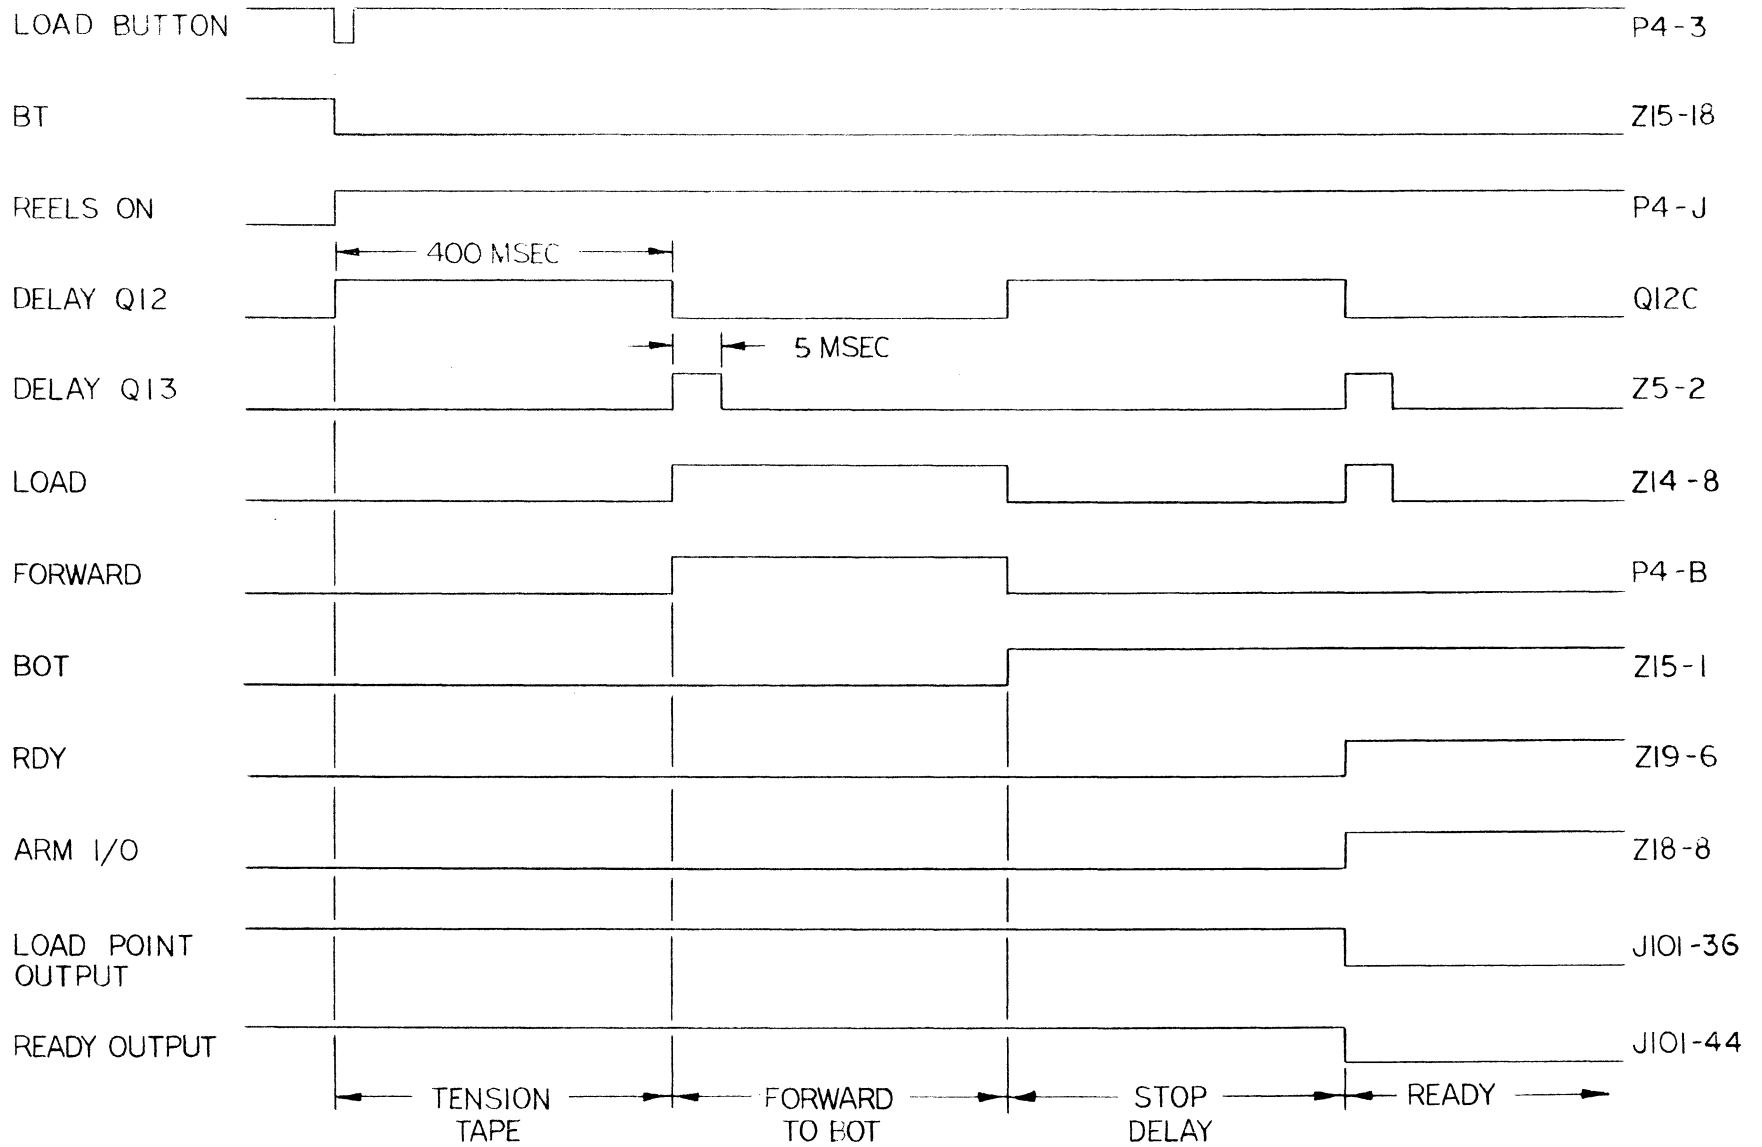 LOAD BUTTON P4-3
BT Z15-18
REELS ON P4-J
400 MSEC
DELAY Q12 Q12C
5 MSEC
DELAY Q13 Z5-2
LOAD Z14-8
FORWARD P4-B
BOT Z15-1
RDY Z19-6
ARM I/O Z18-8
LOAD POINT J101-36
OUTPUT
READY OUTPUT J101-44
TENSION FORWARD STOP READY
TAPE TO BOT DELAY